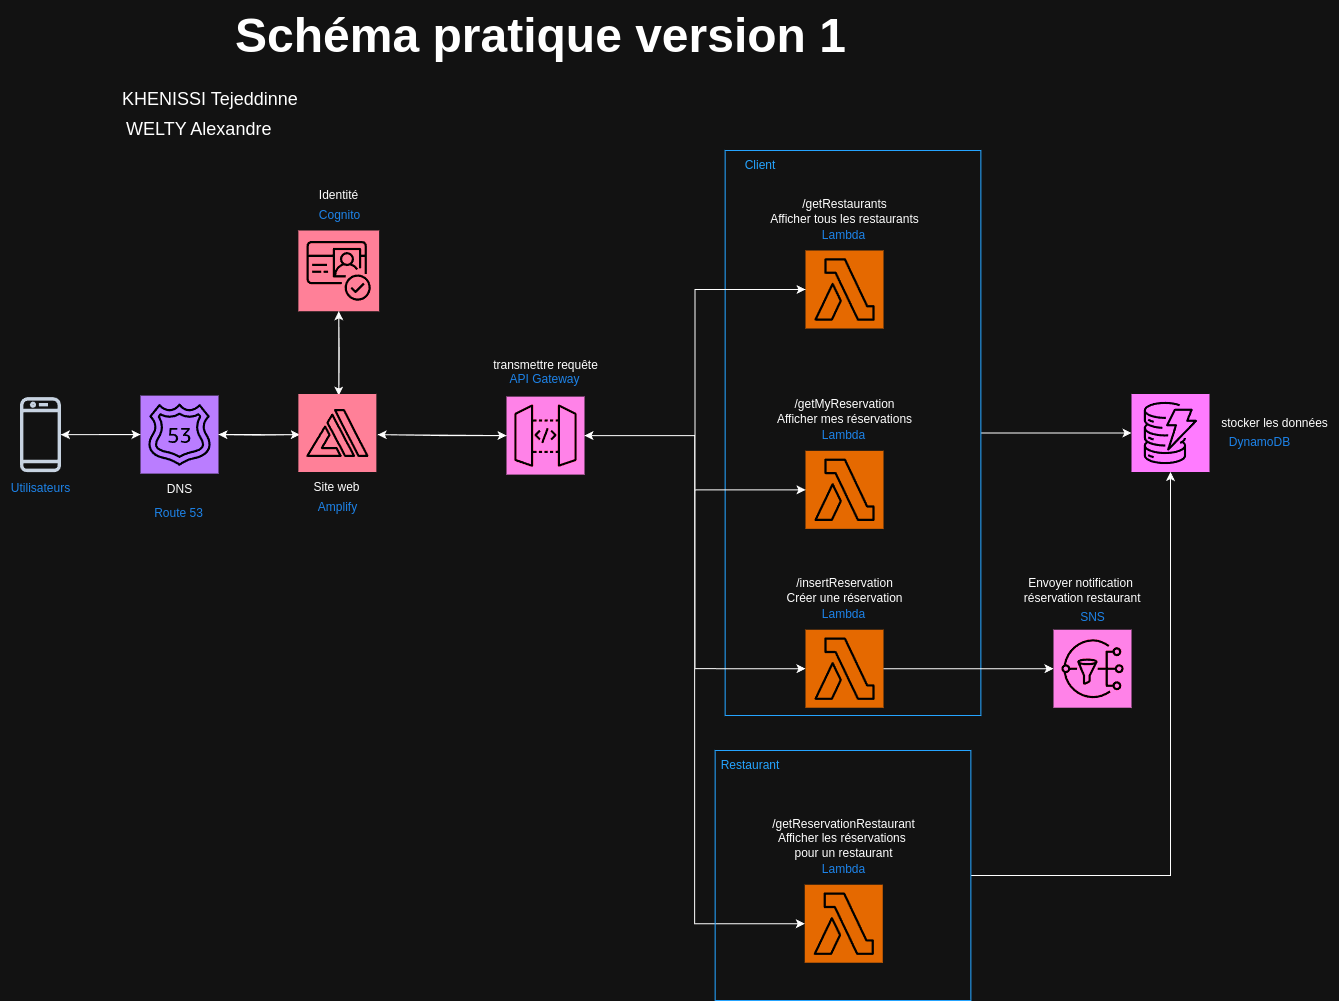 Schéma pratique version 1
KHENISSI Tejeddinne
WELTY Alexandre
Client
Identité
Cognito
/getRestaurants
Afficher tous les restaurants
Lambda
transmettre requête
API Gateway
/getMyReservation
Afficher mes réservations
Lambda
stocker les données
DynamoDB
53
Utilisateurs
DNS
Route 53
Site web
Amplify
/insertReservation
Créer une réservation
Lambda
Envoyer notification
réservation restaurant
SNS
Restaurant
/getReservationRestaurant
Afficher les réservations
pour un restaurant
Lambda